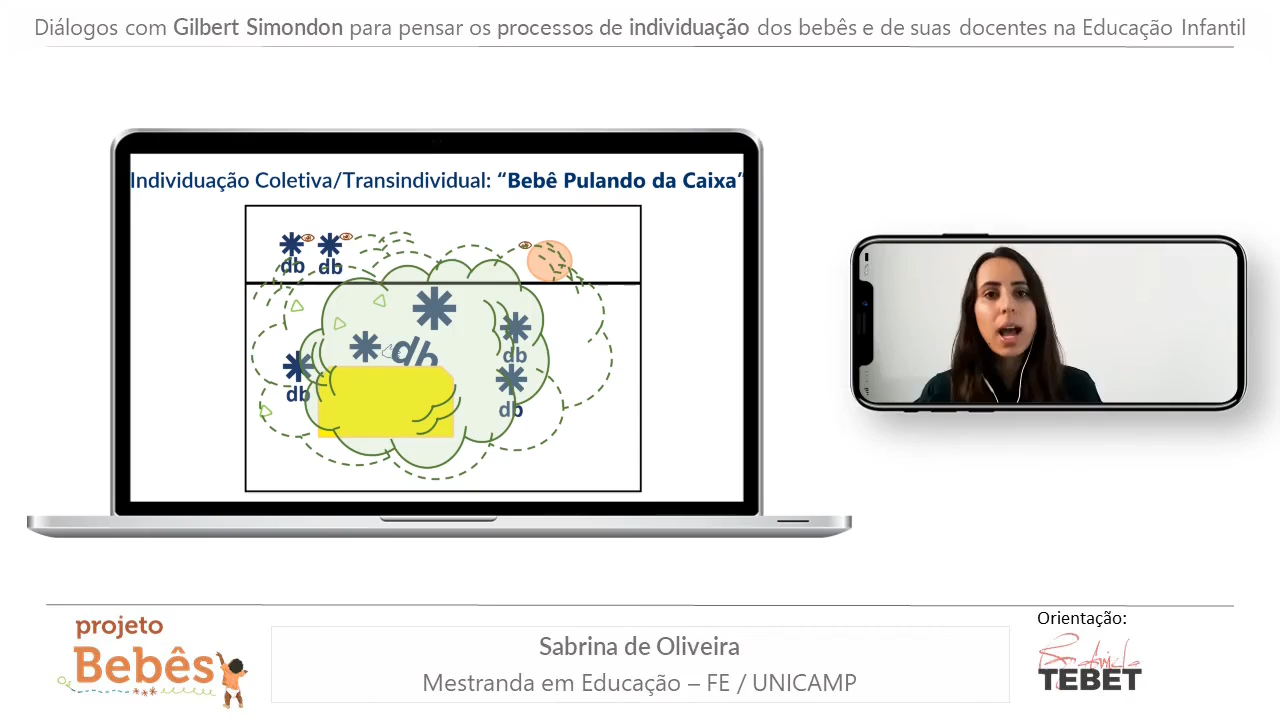 Diálogos com Gilbert Simondon para pensar os processos de individuação dos bebês e de suas docentes na Educação Infantil
Individuação Coletiva/Transindividual: “Bebê Pulando da Caixa”
db db
db
db
db
db
projeto
Bebês
Sabrina de Oliveira
Mestranda em Educação – FE / UNICAMP
Orientação:
TEBET